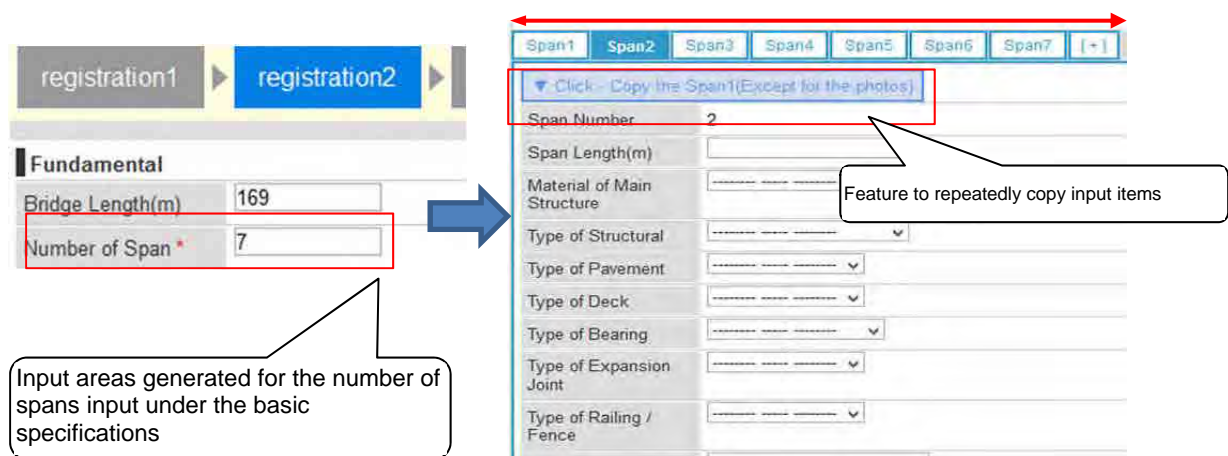 registration1
registration2
Fundamental
Bridge Length(m)
169
Number of Span *
7
Input areas generated for the number of
spans input under the basic
specifications
Span1
Span2
Span3
Span4
Span5
Span6
Span7
[+]
▼ Click - Copy the Span1(Except for the photos)
Span Number
2
Span Length(m)
Material of Main
Structure
Type of Structural
Type of Pavement
Type of Deck
Type of Bearing
Type of Expansion
Joint
Type of Railing /
Fence
Feature to repeatedly copy input items